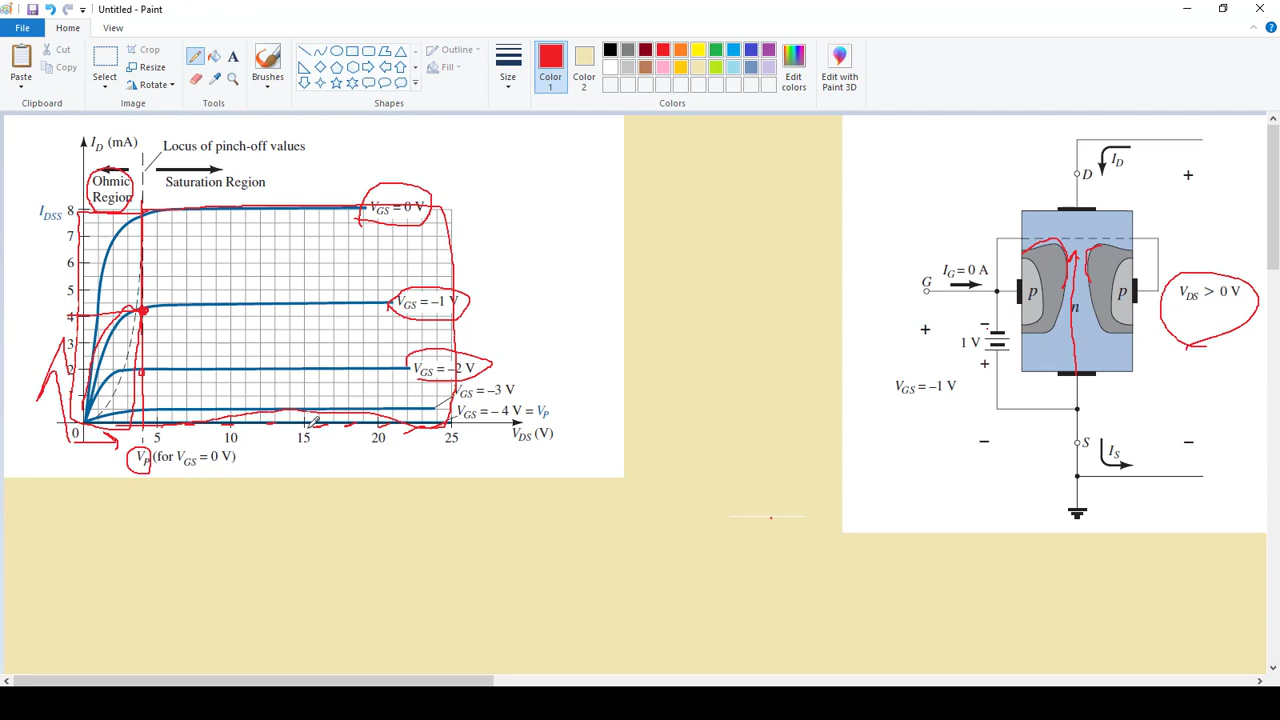 Untitled - Paint
File
Home
View
Paste
Cut
Copy
Clipboard
Select
Crop
Resize
Rotate
Image
A
Tools
Brushes
Shapes
Outline
Fill
Size
Color
1
Color
2
Edit
colors
Edit with
Paint 3D
Colors
I_D (mA)
Locus of pinch-off values
Ohmic
Region
Saturation Region
I_DSS 8
7
6
5
4
3
2
V_GS = 0 V
V_GS = –1 V
V_GS = –2 V
V_GS = –3 V
V_GS = – 4 V = V_P
0
5
10
15
20
25
V_DS (V)
V_P (for V_GS = 0 V)
I_D
D
+
I_G = 0 A
G
p
n
p
V_DS > 0 V
+
–
1 V
+
V_GS = –1 V
–
S
I_S
–